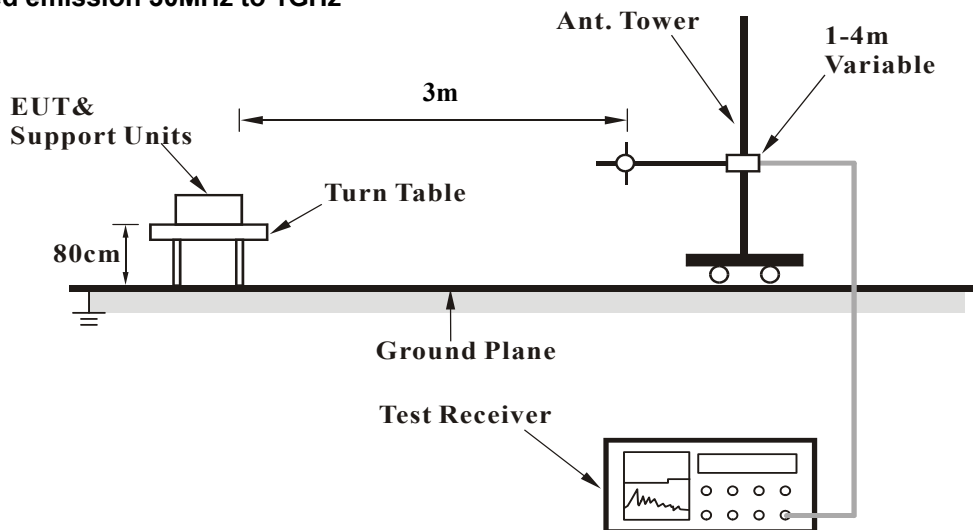 Ant. Tower
1-4m
Variable
3m
EUT&
Support Units
Turn Table
80cm
Ground Plane
Test Receiver